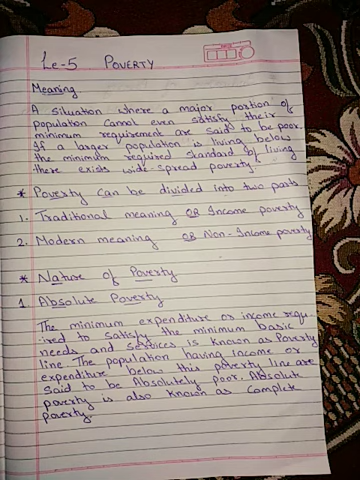 Le-5. POVERTY
Meaning
A situation where a major portion of
population cannot even satisfy their
minimum requirement are said to be poor.
If a larger population is living below
the minimum required standard of living
there exists wide-spread poverty.
* Poverty can be divided into two parts
1. Traditional meaning OR Income poverty
2. Modern meaning OR Non-Income poverty
* Nature of Poverty
1 Absolute Poverty
The minimum expenditure or income requ-
ired to satisfy the minimum basic
needs and services is known as Poverty
line. The population having income or
expenditure below this poverty line are
said to be Absolutely poor. Absolute
poverty is also known as Complete
poverty.